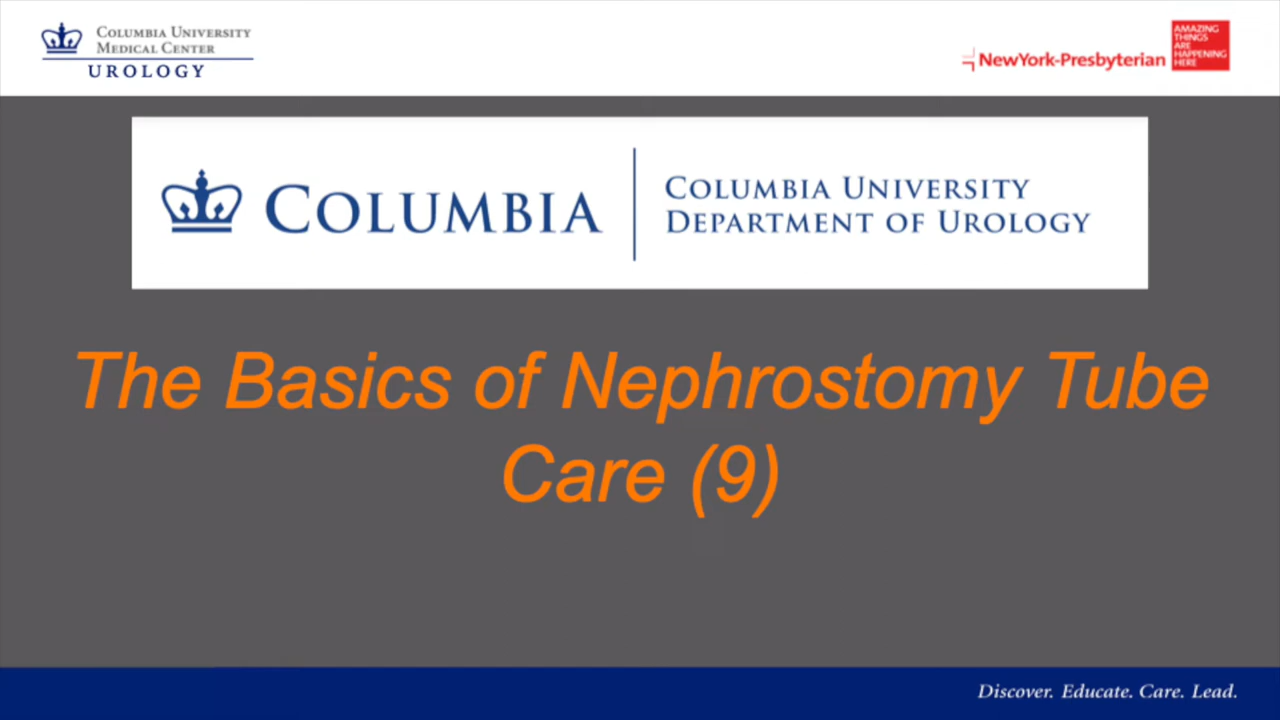 COLUMBIA UNIVERSITY
MEDICAL CENTER
UROLOGY
NewYork-Presbyterian
AMAZING
THINGS
ARE
HAPPENING
HERE
COLUMBIA
COLUMBIA UNIVERSITY
DEPARTMENT OF UROLOGY
The Basics of Nephrostomy Tube
Care (9)
Discover. Educate. Care. Lead.